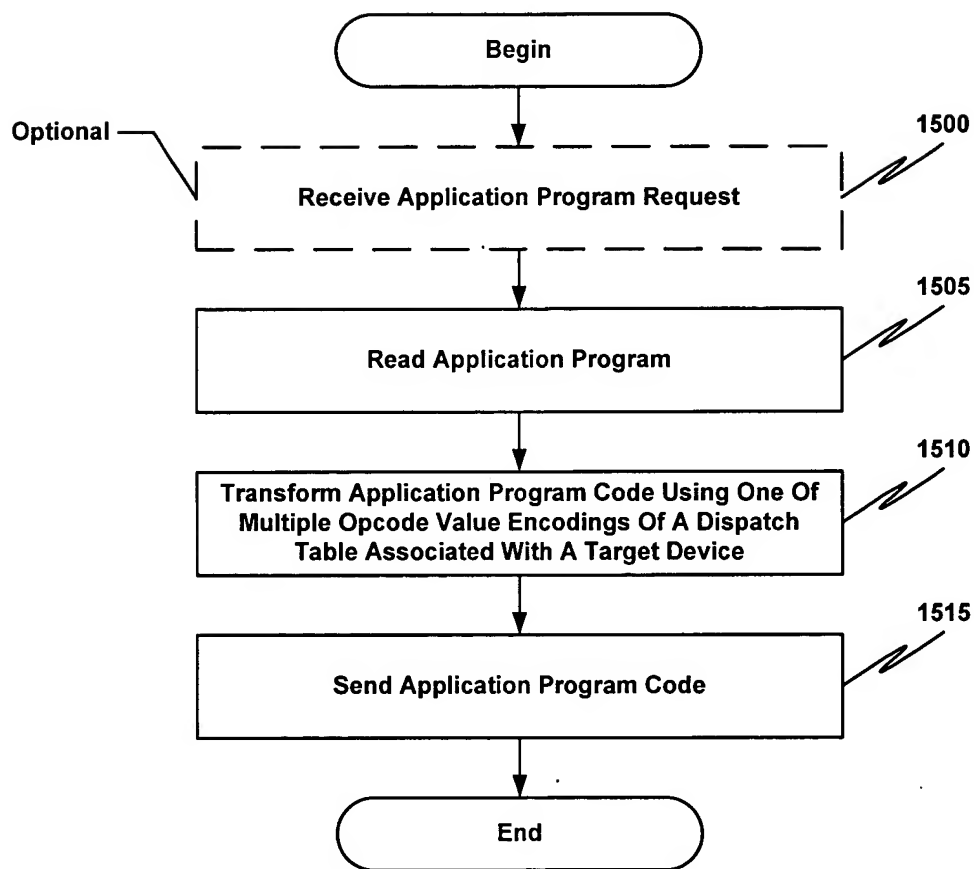 Begin
Optional
1500
Receive Application Program Request
1505
Read Application Program
1510
Transform Application Program Code Using One Of
Multiple Opcode Value Encodings Of A Dispatch
Table Associated With A Target Device
1515
Send Application Program Code
End